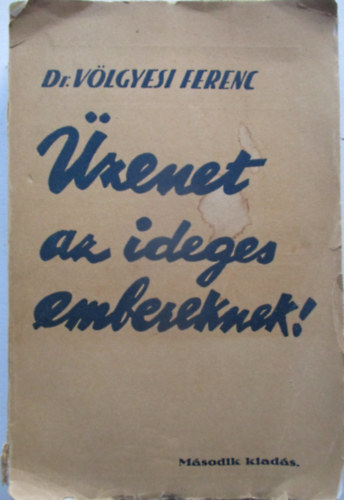 Dr. VÖLGYESI FERENC
Üzenet
az ideges
embereknek!
Második kiadás.